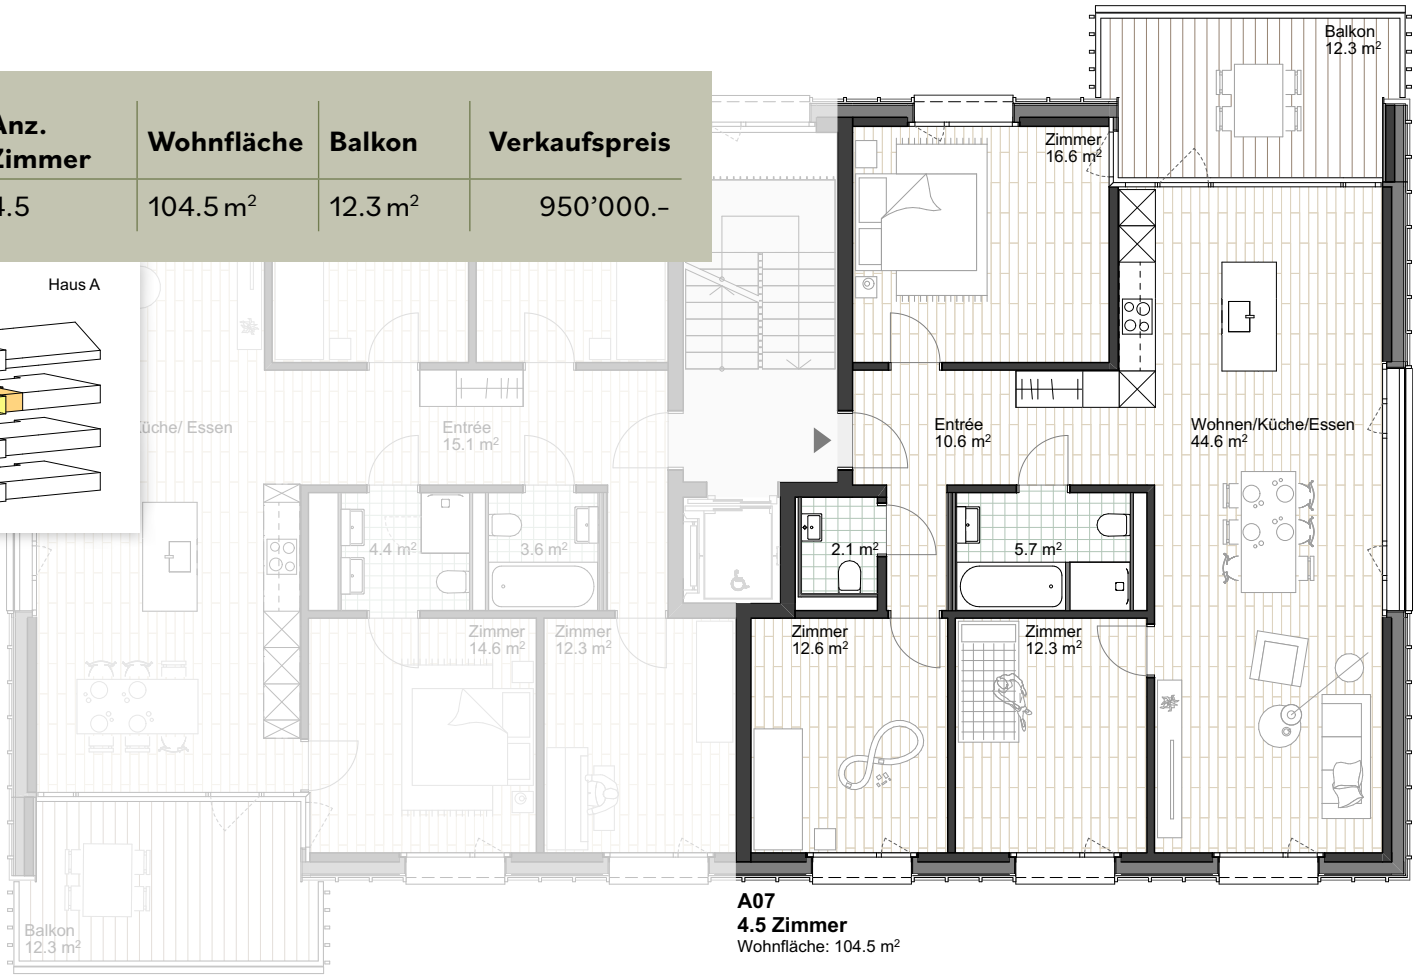 Balkon
12.3 m²
Anz.
Zimmer
Wohnfläche
Balkon
Verkaufspreis
4.5
104.5 m²
12.3 m²
950’000.–
Zimmer
16.6 m²
Haus A
Küche/ Essen
Entrée
15.1 m²
Entrée
10.6 m²
Wohnen/Küche/Essen
44.6 m²
4.4 m²
3.6 m²
2.1 m²
5.7 m²
Zimmer
14.6 m²
Zimmer
12.3 m²
Zimmer
12.6 m²
Zimmer
12.3 m²
A07
4.5 Zimmer
Wohnfläche: 104.5 m²
Balkon
12.3 m²